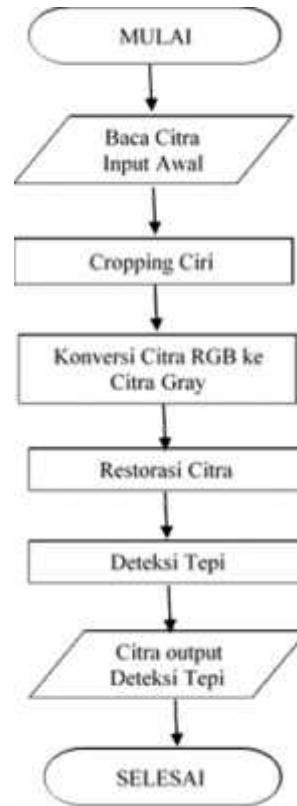 MULAI
Baca Citra
Input Awal
Cropping Ciri
Konversi Citra RGB ke
Citra Gray
Restorasi Citra
Deteksi Tepi
Citra output
Deteksi Tepi
SELESAI